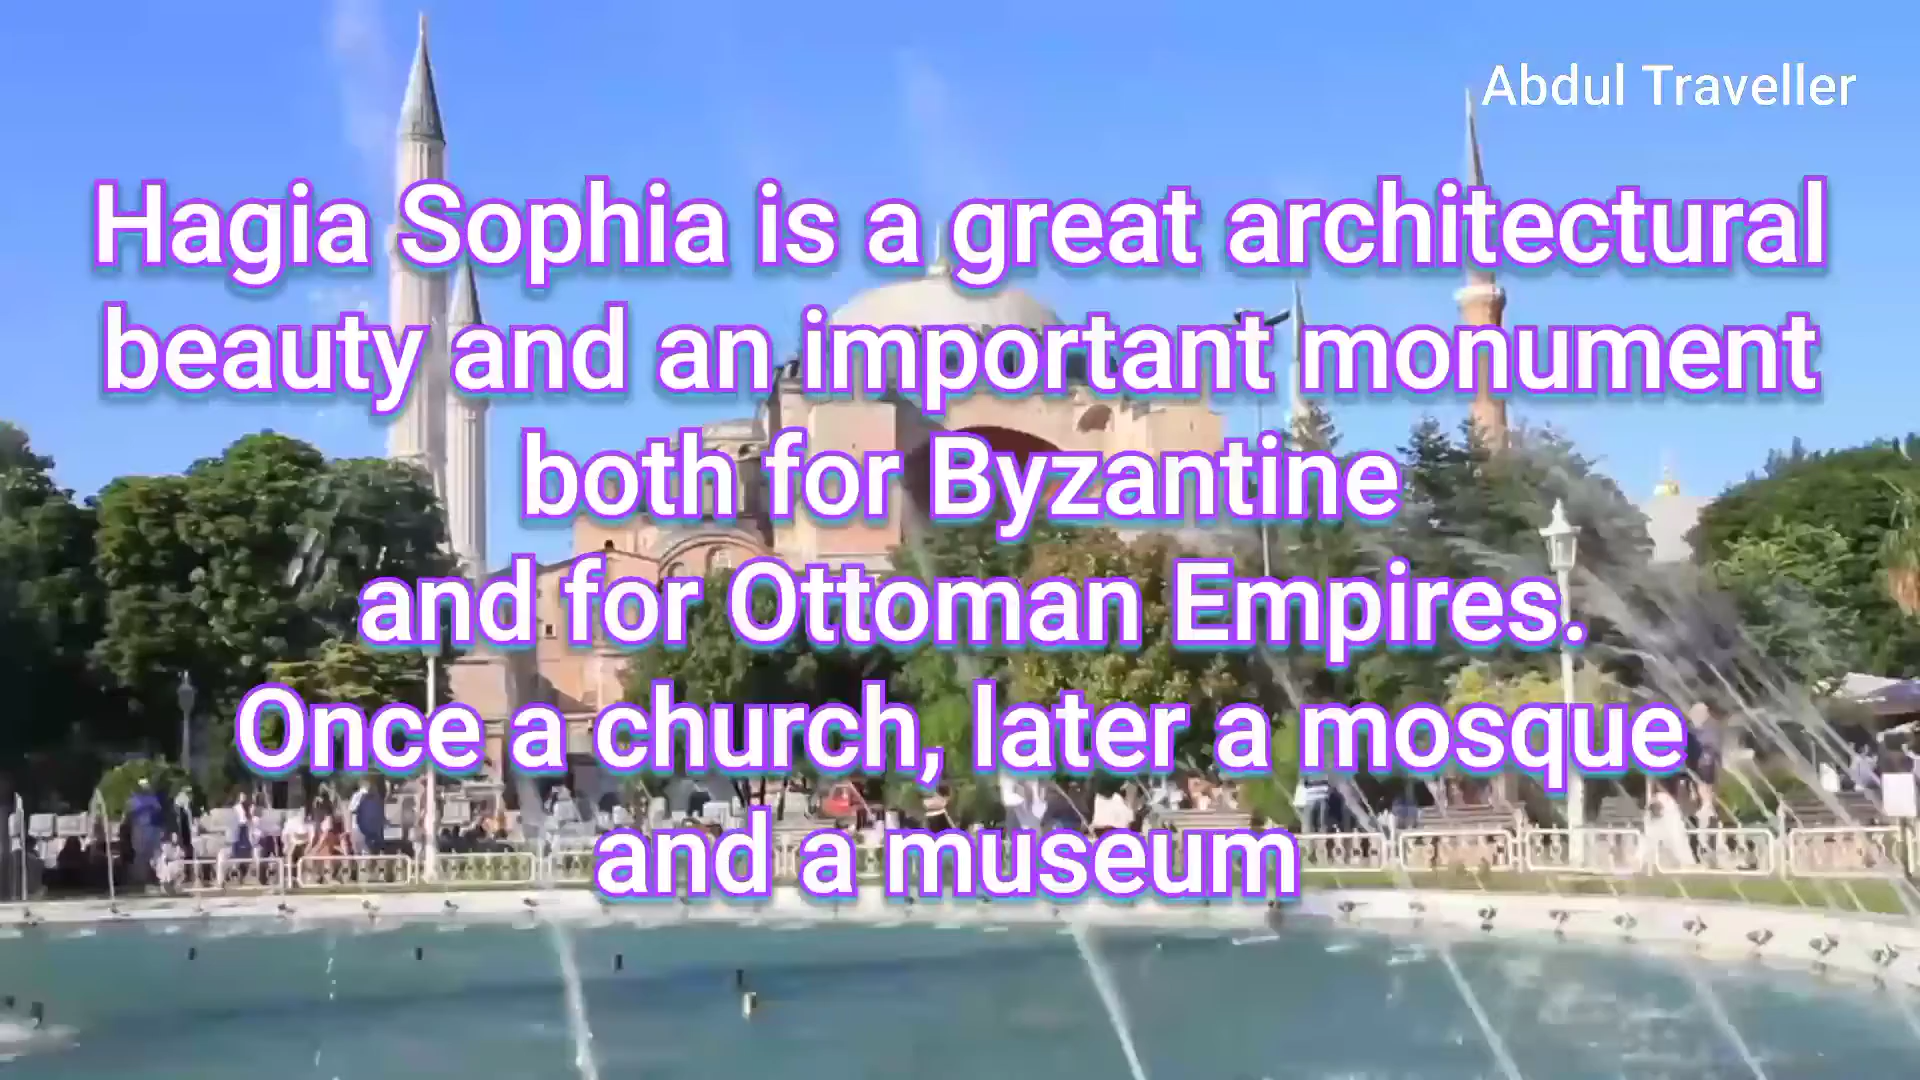 Abdul Traveller
Hagia Sophia is a great architectural
beauty and an important monument
both for Byzantine
and for Ottoman Empires.
Once a church, later a mosque
and a museum